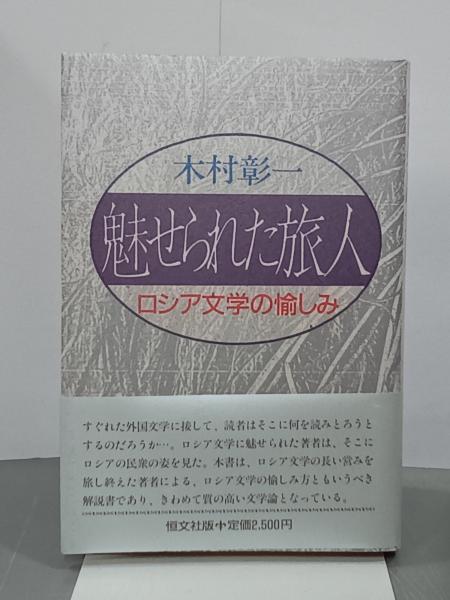 木村彰一
魅せられた旅人
ロシア文学の愉しみ
すぐれた外国文学に接して、読者はそこに何を読みとろうと
するのだろうか…。ロシア文学に魅せられた著者は、そこに
ロシアの民衆の姿を見た。本書は、ロシア文学の長い営みを
旅し終えた著者による、ロシア文学の愉しみ方ともいうべき
解説書であり、きわめて質の高い文学論となっている。
恒文社版+定価2,500円